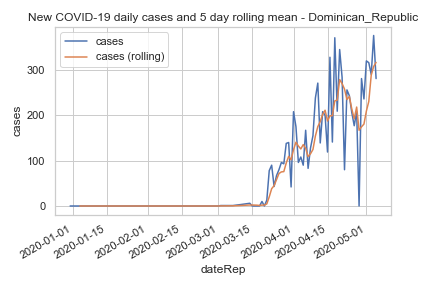 New COVID-19 daily cases and 5 day rolling mean - Dominican_Republic
cases
cases (rolling)
300
200
100
0
cases
2020-01-01
2020-01-15
2020-02-01
2020-02-15
2020-03-01
2020-03-15
2020-04-01
2020-04-15
2020-05-01
dateRep